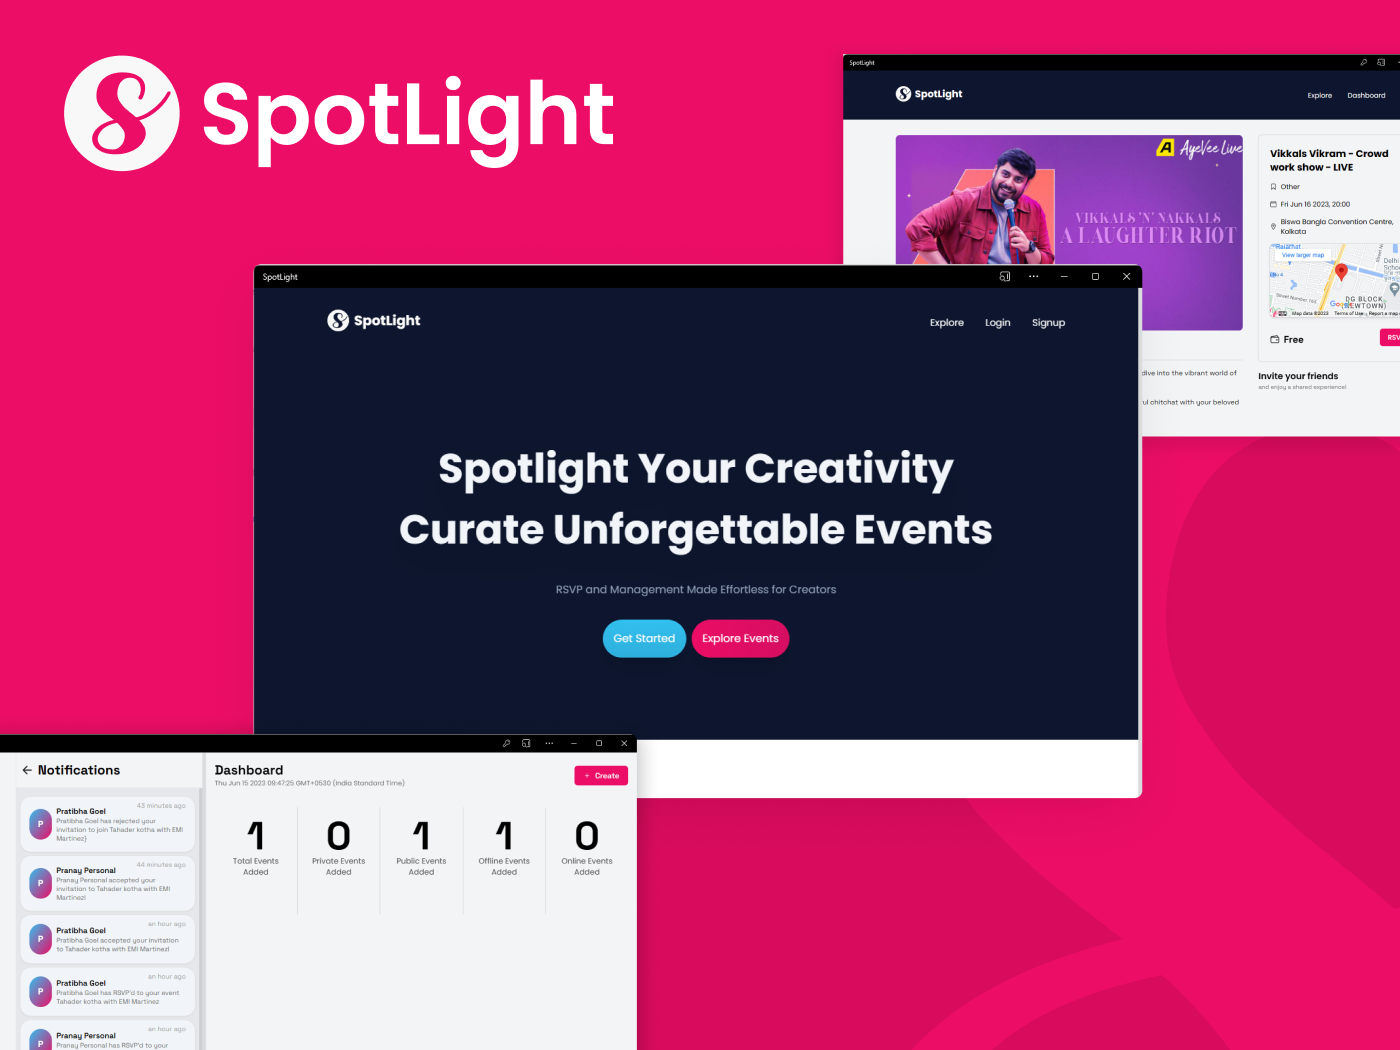 SpotLight
SpotLight
SpotLight
Explore
Dashboard
AyeVee Live
VIKKALS 'N' NAKKALS
A LAUGHTER RIOT
Vikkals Vikram - Crowd
work show - LIVE
Other
Fri Jun 16 2023, 20:00
Biswa Bangla Convention Centre,
Kolkata
View larger map
Street Number 163
DG BLOCK
(NEWTOWN)
Google
Map data ©2023
Terms of Use
Report a map
Free
RSV
Invite your friends
and enjoy a shared experience!
dive into the vibrant world of
ul chitchat with your beloved
SpotLight
SpotLight
Explore
Login
Signup
Spotlight Your Creativity
Curate Unforgettable Events
RSVP and Management Made Effortless for Creators
Get Started
Explore Events
Notifications
43 minutes ago
P
Pratibha Goel
Pratibha Goel has rejected your
invitation to join Tahader kotha with EMI
Martinez}
44 minutes ago
P
Pranay Personal
Pranay Personal accepted your
invitation to Tahader kotha with EMI
Martinez!
an hour ago
P
Pratibha Goel
Pratibha Goel accepted your invitation
to Tahader kotha with EMI Martinez!
an hour ago
P
Pratibha Goel
Pratibha Goel has RSVP'd to your event
Tahader kotha with EMI Martinez
an hour ago
P
Pranay Personal
Pranay Personal has RSVP'd to your
Dashboard
Thu Jun 15 2023 09:47:25 GMT+0530 (India Standard Time)
+ Create
1
Total Events
Added
0
Private Events
Added
1
Public Events
Added
1
Offline Events
Added
0
Online Events
Added